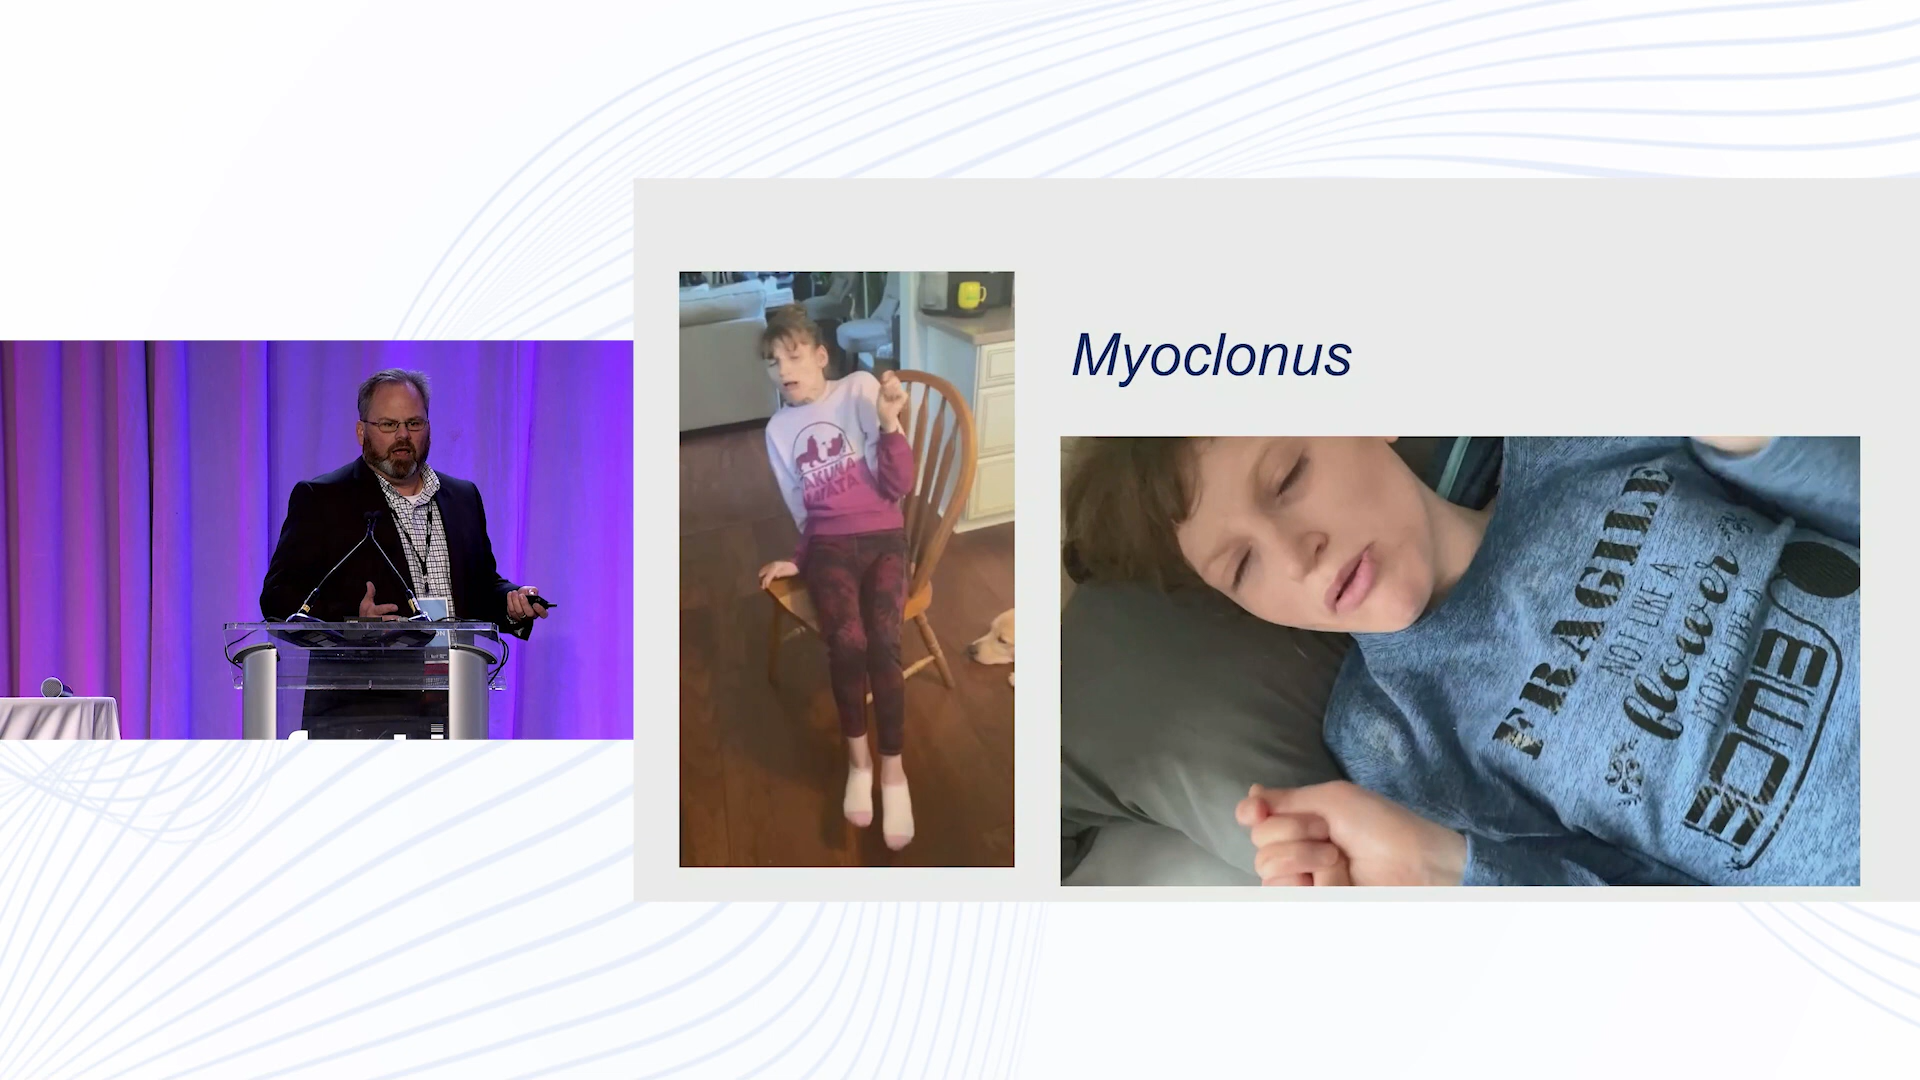 Myoclonus
HAKUNA
MATATA
FRAGILE
NOT LIKE A
flower
MORE LIKE A
BOMB